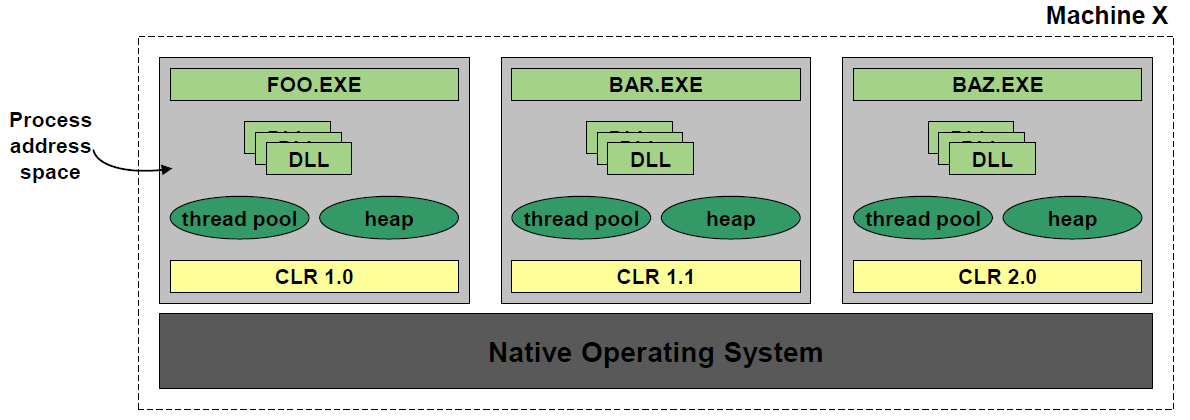 Machine X
FOO.EXE
BAR.EXE
BAZ.EXE
Process
address
space
DLL
DLL
DLL
thread pool
heap
thread pool
heap
thread pool
heap
CLR 1.0
CLR 1.1
CLR 2.0
Native Operating System